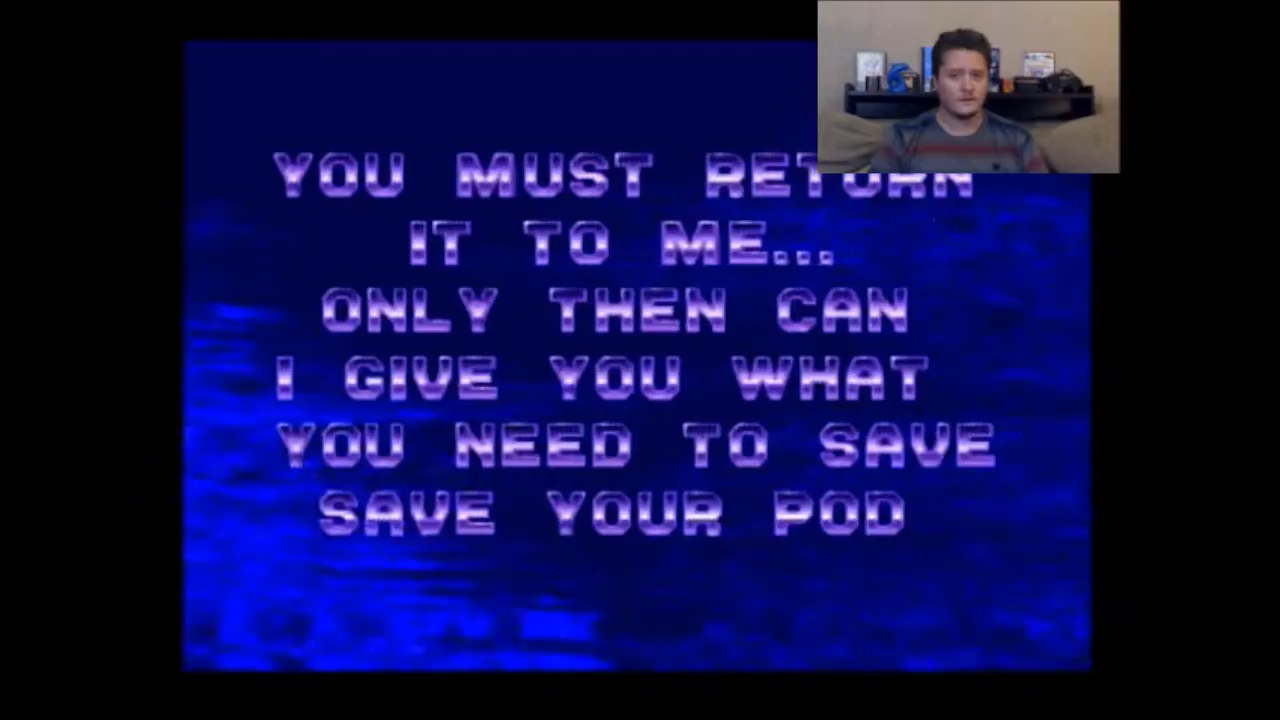 YOU MUST RETURN
IT TO ME...
ONLY THEN CAN
I GIVE YOU WHAT
YOU NEED TO SAVE
SAVE YOUR POD